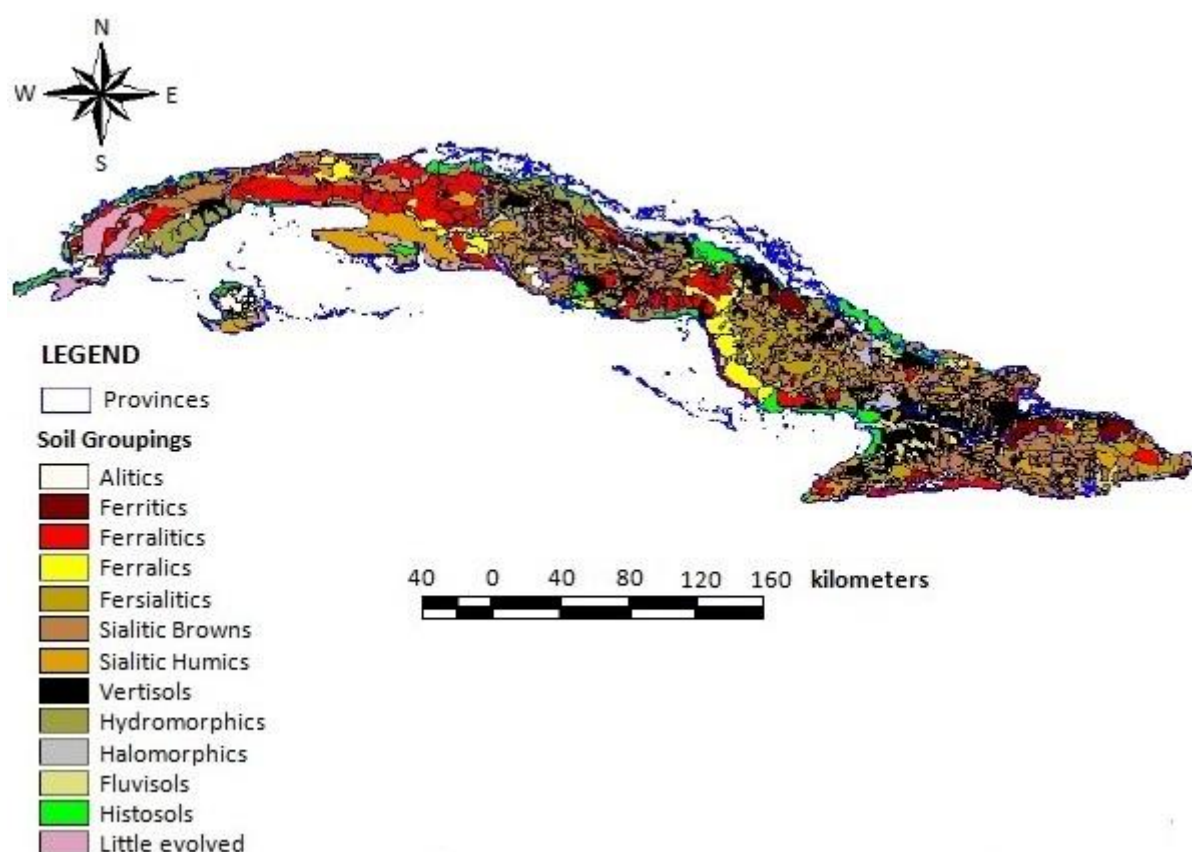 N
W E
S
LEGEND
Provinces
Soil Groupings
Alitics
Ferritics
Ferralitics
Ferralics
Fersialitics
Sialitic Browns
Sialitic Humics
Vertisols
Hydromorphics
Halomorphics
Fluvisols
Histosols
Little evolved
40 0 40 80 120 160 kilometers